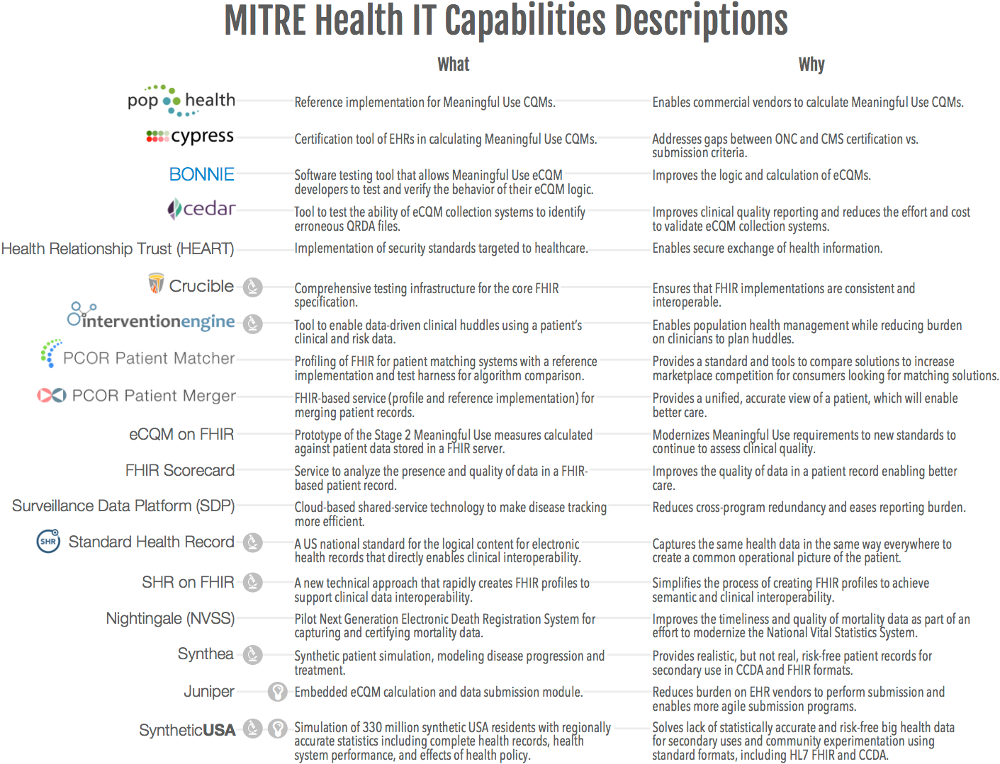 MITRE Health IT Capabilities Descriptions
What
Why
pop health
Reference implementation for Meaningful Use CQMs.
Enables commercial vendors to calculate Meaningful Use CQMs.
cypress
Certification tool of EHRs in calculating Meaningful Use CQMs.
Addresses gaps between ONC and CMS certification vs.
submission criteria.
BONNIE
Software testing tool that allows Meaningful Use eCQM
developers to test and verify the behavior of their eCQM logic.
Improves the logic and calculation of eCQMs.
cedar
Tool to test the ability of eCQM collection systems to identify
erroneous QRDA files.
Improves clinical quality reporting and reduces the effort and cost
to validate eCQM collection systems.
Health Relationship Trust (HEART)
Implementation of security standards targeted to healthcare.
Enables secure exchange of health information.
Crucible
Comprehensive testing infrastructure for the core FHIR
specification.
Ensures that FHIR implementations are consistent and
interoperable.
interventionengine
Tool to enable data-driven clinical huddles using a patient's
clinical and risk data.
Enables population health management while reducing burden
on clinicians to plan huddles.
PCOR Patient Matcher
Profiling of FHIR for patient matching systems with a reference
implementation and test harness for algorithm comparison.
Provides a standard and tools to compare solutions to increase
marketplace competition for consumers looking for matching solutions.
PCOR Patient Merger
FHIR-based service (profile and reference implementation) for
merging patient records.
Provides a unified, accurate view of a patient, which will enable
better care.
eCQM on FHIR
Prototype of the Stage 2 Meaningful Use measures calculated
against patient data stored in a FHIR server.
Modernizes Meaningful Use requirements to new standards to
continue to assess clinical quality.
FHIR Scorecard
Service to analyze the presence and quality of data in a FHIR-
based patient record.
Improves the quality of data in a patient record enabling better
care.
Surveillance Data Platform (SDP)
Cloud-based shared-service technology to make disease tracking
more efficient.
Reduces cross-program redundancy and eases reporting burden.
SHR Standard Health Record
A US national standard for the logical content for electronic
health records that directly enables clinical interoperability.
Captures the same health data in the same way everywhere to
create a common operational picture of the patient.
SHR on FHIR
A new technical approach that rapidly creates FHIR profiles to
support clinical data interoperability.
Simplifies the process of creating FHIR profiles to achieve
semantic and clinical interoperability.
Nightingale (NVSS)
Pilot Next Generation Electronic Death Registration System for
capturing and certifying mortality data.
Improves the timeliness and quality of mortality data as part of an
effort to modernize the National Vital Statistics System.
Synthea
Synthetic patient simulation, modeling disease progression and
treatment.
Provides realistic, but not real, risk-free patient records for
secondary use in CCDA and FHIR formats.
Juniper
Embedded eCQM calculation and data submission module.
Reduces burden on EHR vendors to perform submission and
enables more agile submission programs.
SyntheticUSA
Simulation of 330 million synthetic USA residents with regionally
accurate statistics including complete health records, health
system performance, and effects of health policy.
Solves lack of statistically accurate and risk-free big health data
for secondary uses and community experimentation using
standard formats, including HL7 FHIR and CCDA.